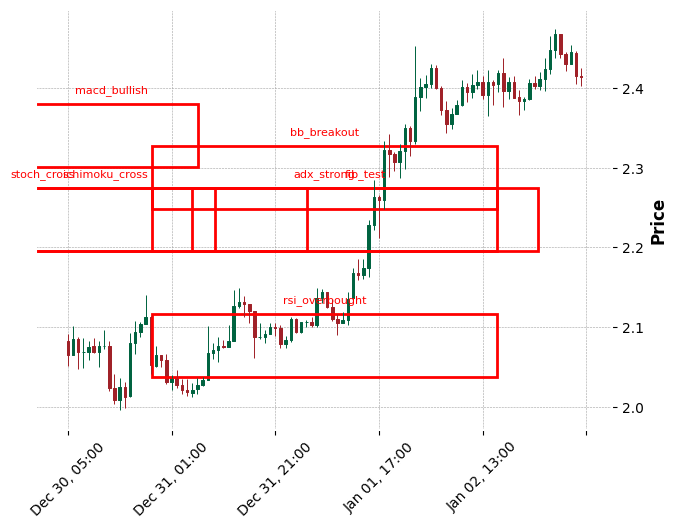 macd_bullish
2.4
bb_breakout
2.3
stoch_cross
ichimoku_cross
adx_strong
fib_test
2.2
rsi_overbought
2.1
2.0
Price
Dec 30, 05:00
Dec 31, 01:00
Dec 31, 21:00
Jan 01, 17:00
Jan 02, 13:00